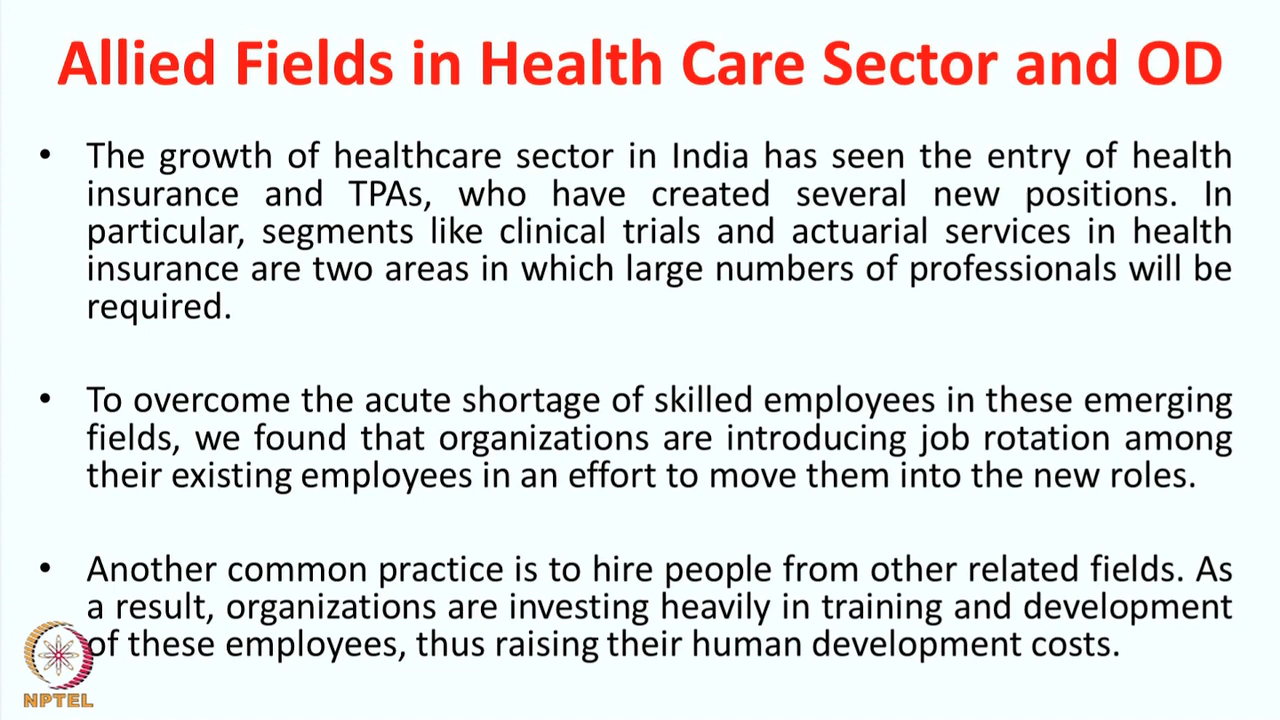 Allied Fields in Health Care Sector and OD
• The growth of healthcare sector in India has seen the entry of health
insurance and TPAs, who have created several new positions. In
particular, segments like clinical trials and actuarial services in health
insurance are two areas in which large numbers of professionals will be
required.
• To overcome the acute shortage of skilled employees in these emerging
fields, we found that organizations are introducing job rotation among
their existing employees in an effort to move them into the new roles.
• Another common practice is to hire people from other related fields. As
a result, organizations are investing heavily in training and development
of these employees, thus raising their human development costs.
NPTEL